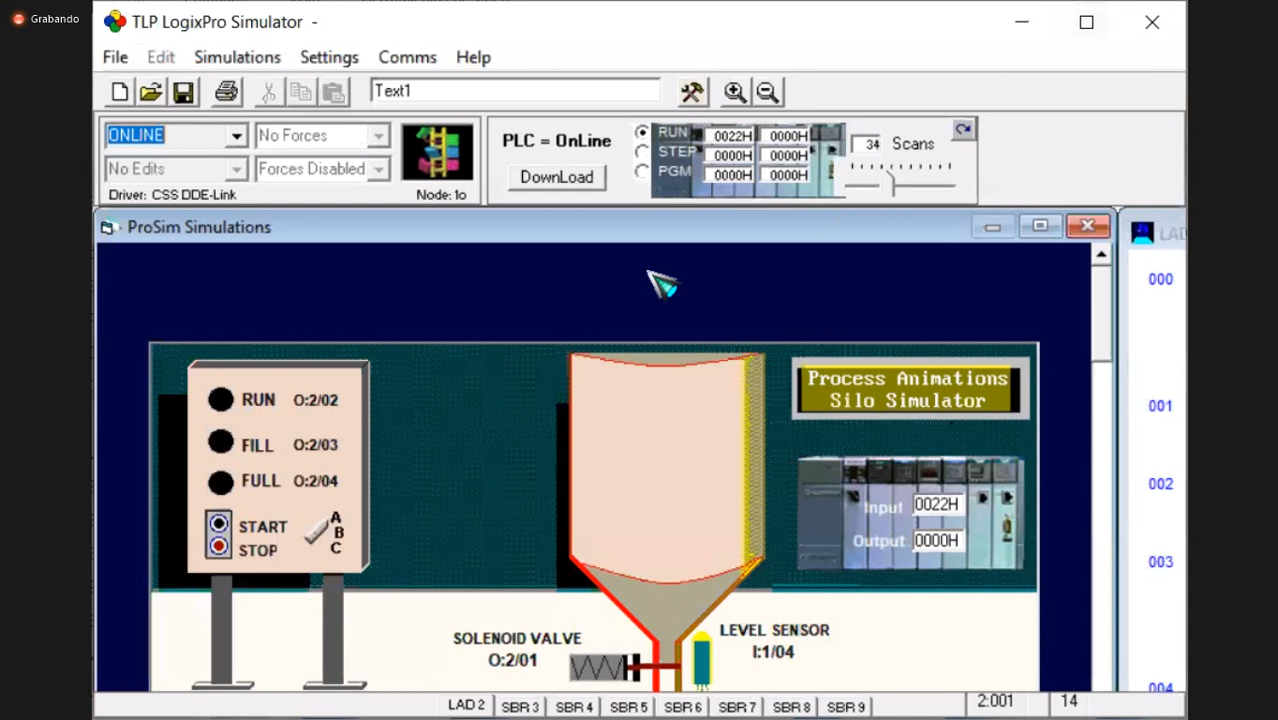 Grabando
TLP LogixPro Simulator -
File Edit Simulations Settings Comms Help
Text1
ONLINE
No Forces
No Edits
Forces Disabled
Driver: CSS DDE-Link
Node: 1o
PLC = OnLine
DownLoad
RUN 0022H 0000H
STEP 0000H 0000H
PGM 0000H 0000H
34 Scans
ProSim Simulations
LAD
000
001
002
003
004
RUN O:2/02
FILL O:2/03
FULL O:2/04
START
STOP
A
B
C
Process Animations
Silo Simulator
Input 0022H
Output 0000H
SOLENOID VALVE
O:2/01
LEVEL SENSOR
I:1/04
LAD 2 SBR 3 SBR 4 SBR 5 SBR 6 SBR 7 SBR 8 SBR 9
2:001 14